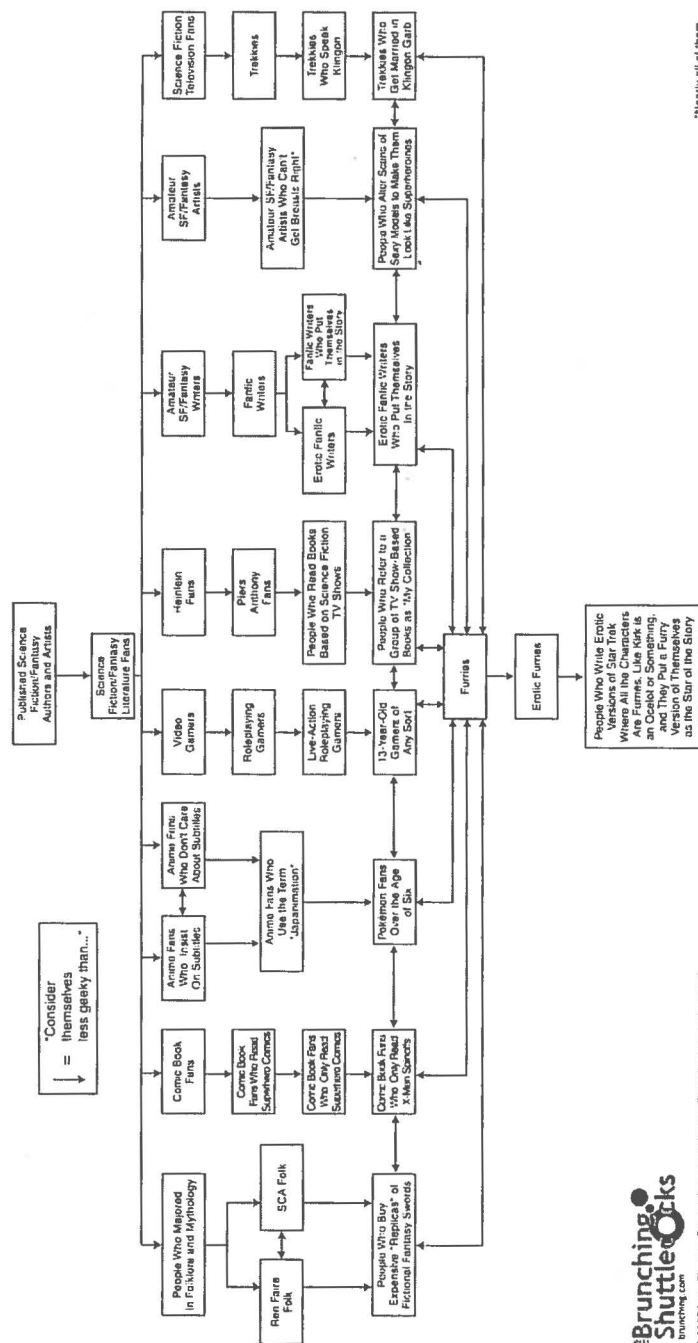 Published Science
Fiction/Fantasy
Authors and Artists
"Consider
= themselves
less geeky than..."
Science
Fiction/Fantasy
Literature Fans
People Who Majored
In Folklore and Mythology
Ren Faire
Folk
SCA Folk
People Who Buy
Expensive "Replicas" of
Fictional Fantasy Swords
Comic Book
Fans
Comic Book
Fans Who Read
Superhero Comics
Comic Book Fans
Who Only Read
Superhero Comics
Comic Book Fans
Who Only Read
X-Men Spinoffs
Anime Fans
Who Insist
On Subtitles
Anime Fans
Who Don't Care
About Subtitles
Anime Fans Who
Use the Term
"Japanimation"
Pokémon Fans
Over the Age
of Six
Video
Gamers
Roleplaying
Gamers
Live-Action
Roleplaying
Gamers
13-Year-Old
Gamers of
Any Sort
Heinlein
Fans
Piers
Anthony
Fans
People Who Read Books
Based on Science Fiction
TV Shows
People Who Refer to a
Group of TV Show-Based
Books as "My Collection"
Amateur
SF/Fantasy
Writers
Fanfic
Writers
Erotic Fanfic
Writers
Fanfic Writers
Who Put
Themselves
in the Story
Erotic Fanfic Writers
Who Put Themselves
In the Story
Amateur
SF/Fantasy
Artists
Amateur SF/Fantasy
Artists Who Can't
Get Breasts Right*
People Who Alter Scans of
Sexy Models to Make Them
Look Like Superheroines
Science Fiction
Television Fans
Trekkies
Trekkies
Who Speak
Klingon
Trekkies Who
Get Married in
Klingon Garb
Furries
Erotic Furries
People Who Write Erotic
Versions of Star Trek
Where All the Characters
Are Furries, Like Kirk is
an Ocelot or Something,
and They Put a Furry
Version of Themselves
as the Star of the Story
Brunching
Shuttlecocks